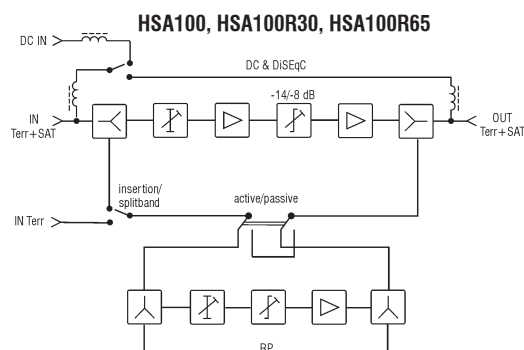 HSA100, HSA100R30, HSA100R65
DC IN
DC & DiSEqC
-14/-8 dB
IN
Terr+SAT
OUT
Terr+SAT
insertion/
splitband
active/passive
IN Terr
RP